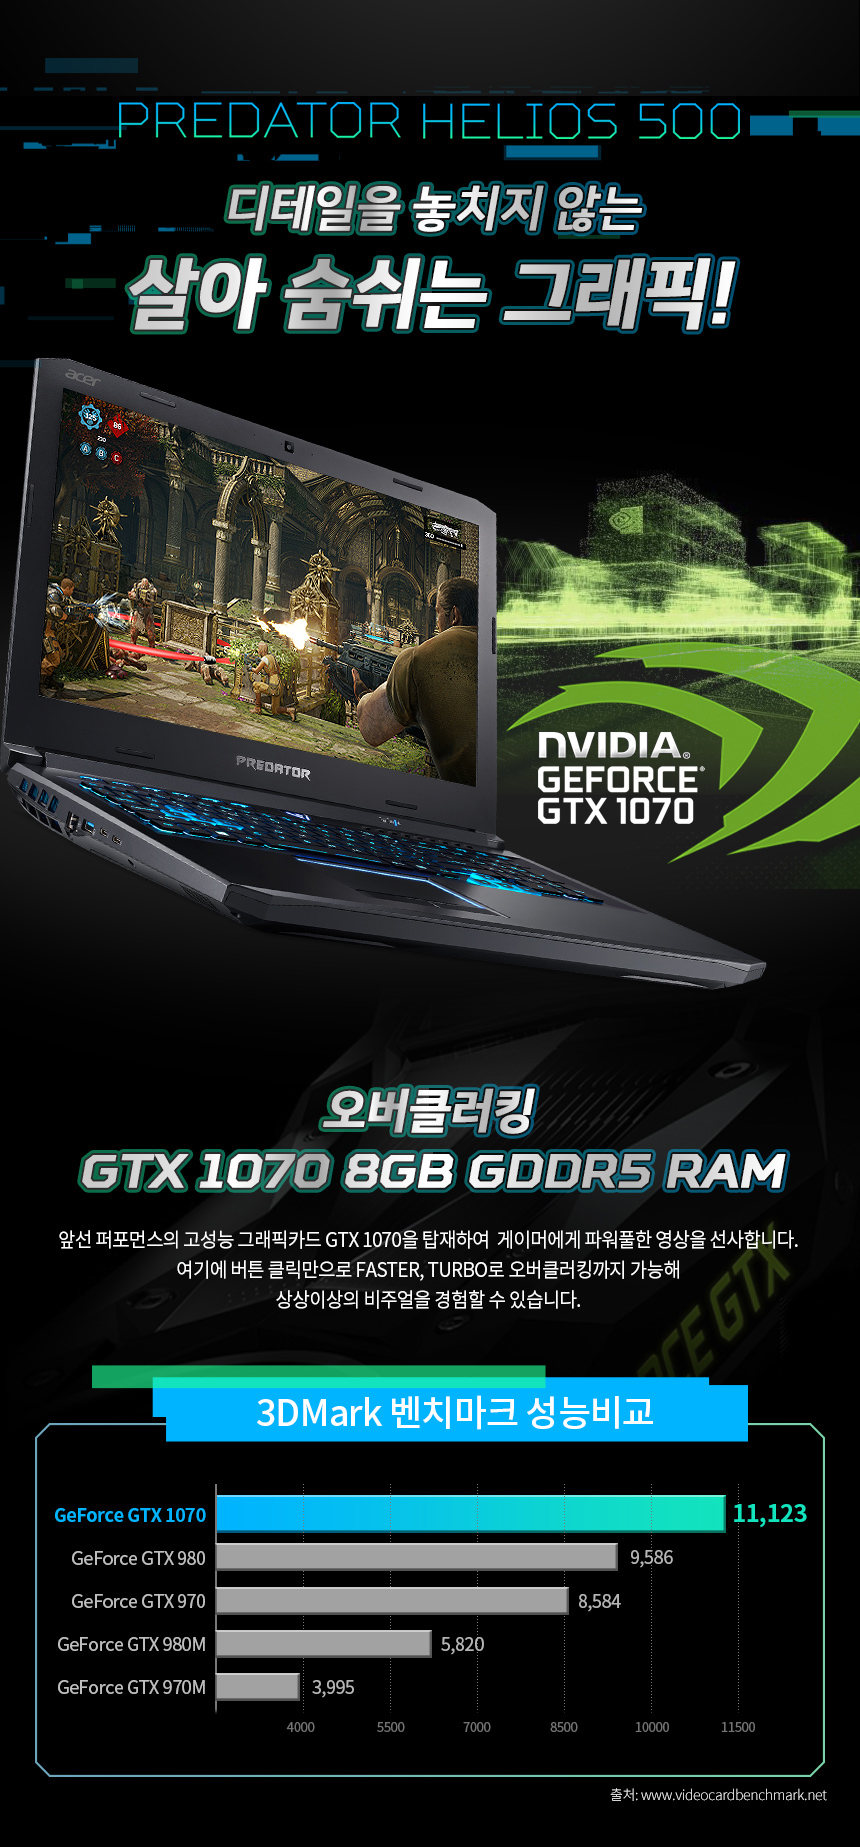 PREDATOR HELIOS 500
디테일을 놓치지 않는
살아 숨쉬는 그래픽!
acer
86
A B C
PREDATOR
NVIDIA®
GEFORCE®
GTX 1070
오버클러킹
GTX 1070 8GB GDDR5 RAM
앞선 퍼포먼스의 고성능 그래픽카드 GTX 1070을 탑재하여 게이머에게 파워풀한 영상을 선사합니다.
여기에 버튼 클릭만으로 FASTER, TURBO로 오버클러킹까지 가능해
상상이상의 비주얼을 경험할 수 있습니다.
RCE GTX
3DMark 벤치마크 성능비교
GeForce GTX 1070 11,123
GeForce GTX 980 9,586
GeForce GTX 970 8,584
GeForce GTX 980M 5,820
GeForce GTX 970M 3,995
4000 5500 7000 8500 10000 11500
출처: www.videocardbenchmark.net